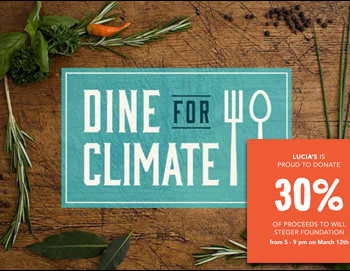 DINE FOR
CLIMATE
LUCIA'S IS
PROUD TO DONATE
30%
OF PROCEEDS TO WILL
STEGER FOUNDATION
from 5 - 9 pm on March 12th